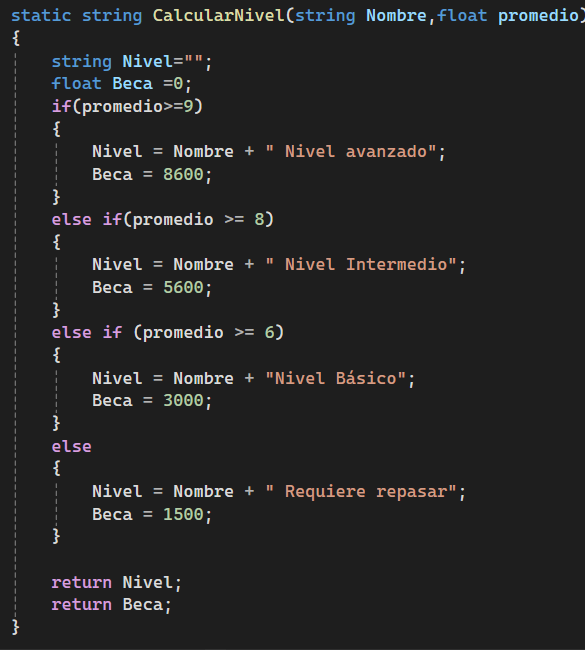 static string CalcularNivel(string Nombre,float promedio)
{
string Nivel="";
float Beca =0;
if(promedio>=9)
{
Nivel = Nombre + " Nivel avanzado";
Beca = 8600;
}
else if(promedio >= 8)
{
Nivel = Nombre + " Nivel Intermedio";
Beca = 5600;
}
else if (promedio >= 6)
{
Nivel = Nombre + "Nivel Básico";
Beca = 3000;
}
else
{
Nivel = Nombre + " Requiere repasar";
Beca = 1500;
}
return Nivel;
return Beca;
}